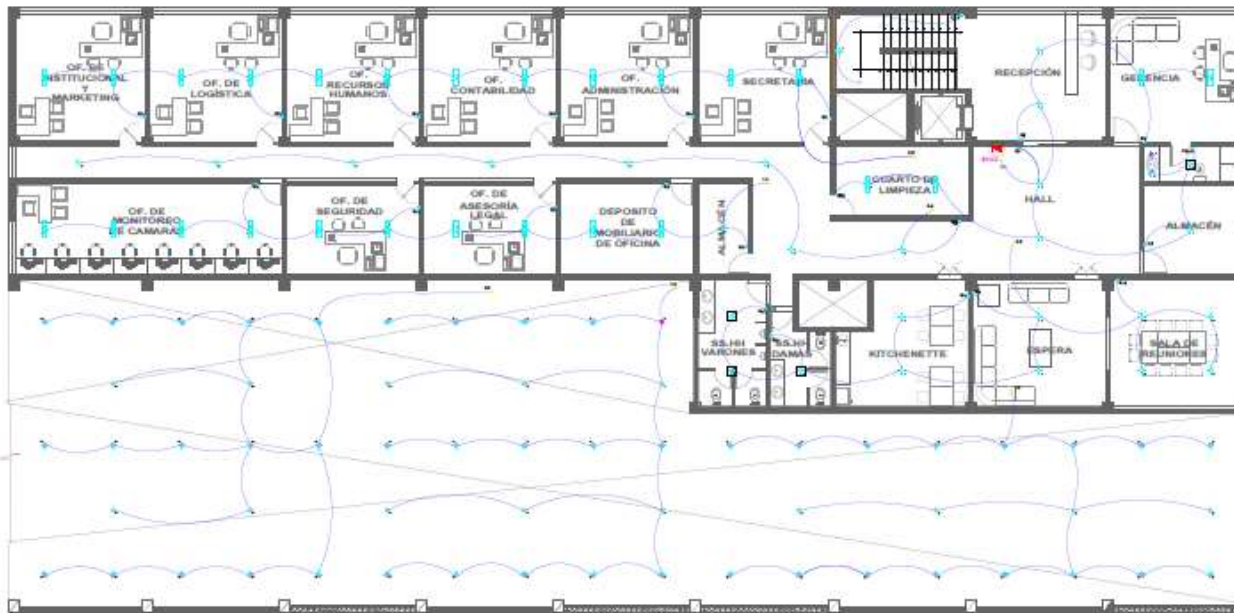 OF. DE
INSTITUCIONAL
Y
MARKETING
OF. DE
LOGÍSTICA
OF.
RECURSOS
HUMANOS
OF.
CONTABILIDAD
OF.
ADMINISTRACIÓN
SECRETARIA
RECEPCIÓN
GERENCIA
OF. DE
MONITOREO
DE CAMARAS
OF. DE
SEGURIDAD
OF. DE
ASESORÍA
LEGAL
DEPOSITO
DE
MOBILIARIO
DE OFICINA
ALMACÉN
CUARTO DE
LIMPIEZA
HALL
ALMACÉN
SS.HH
VARONES
SS.HH
DAMAS
KITCHENETTE
ESPERA
SALA DE
REUNIONES